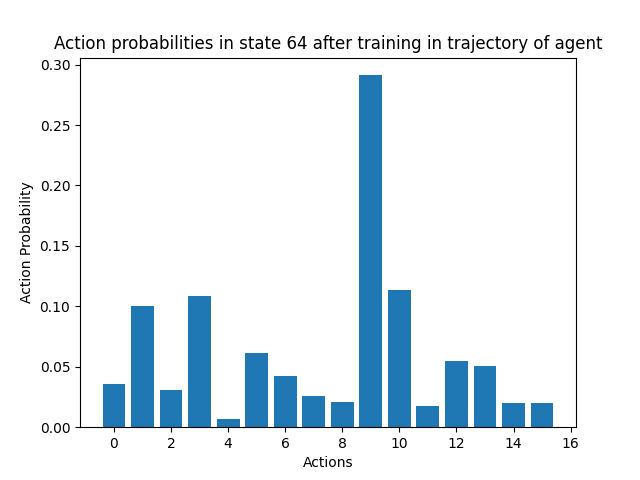 Action probabilities in state 64 after training in trajectory of agent
0.30
0.25
0.20
0.15
0.10
0.05
0.00
Action Probability
0 2 4 6 8 10 12 14 16
Actions